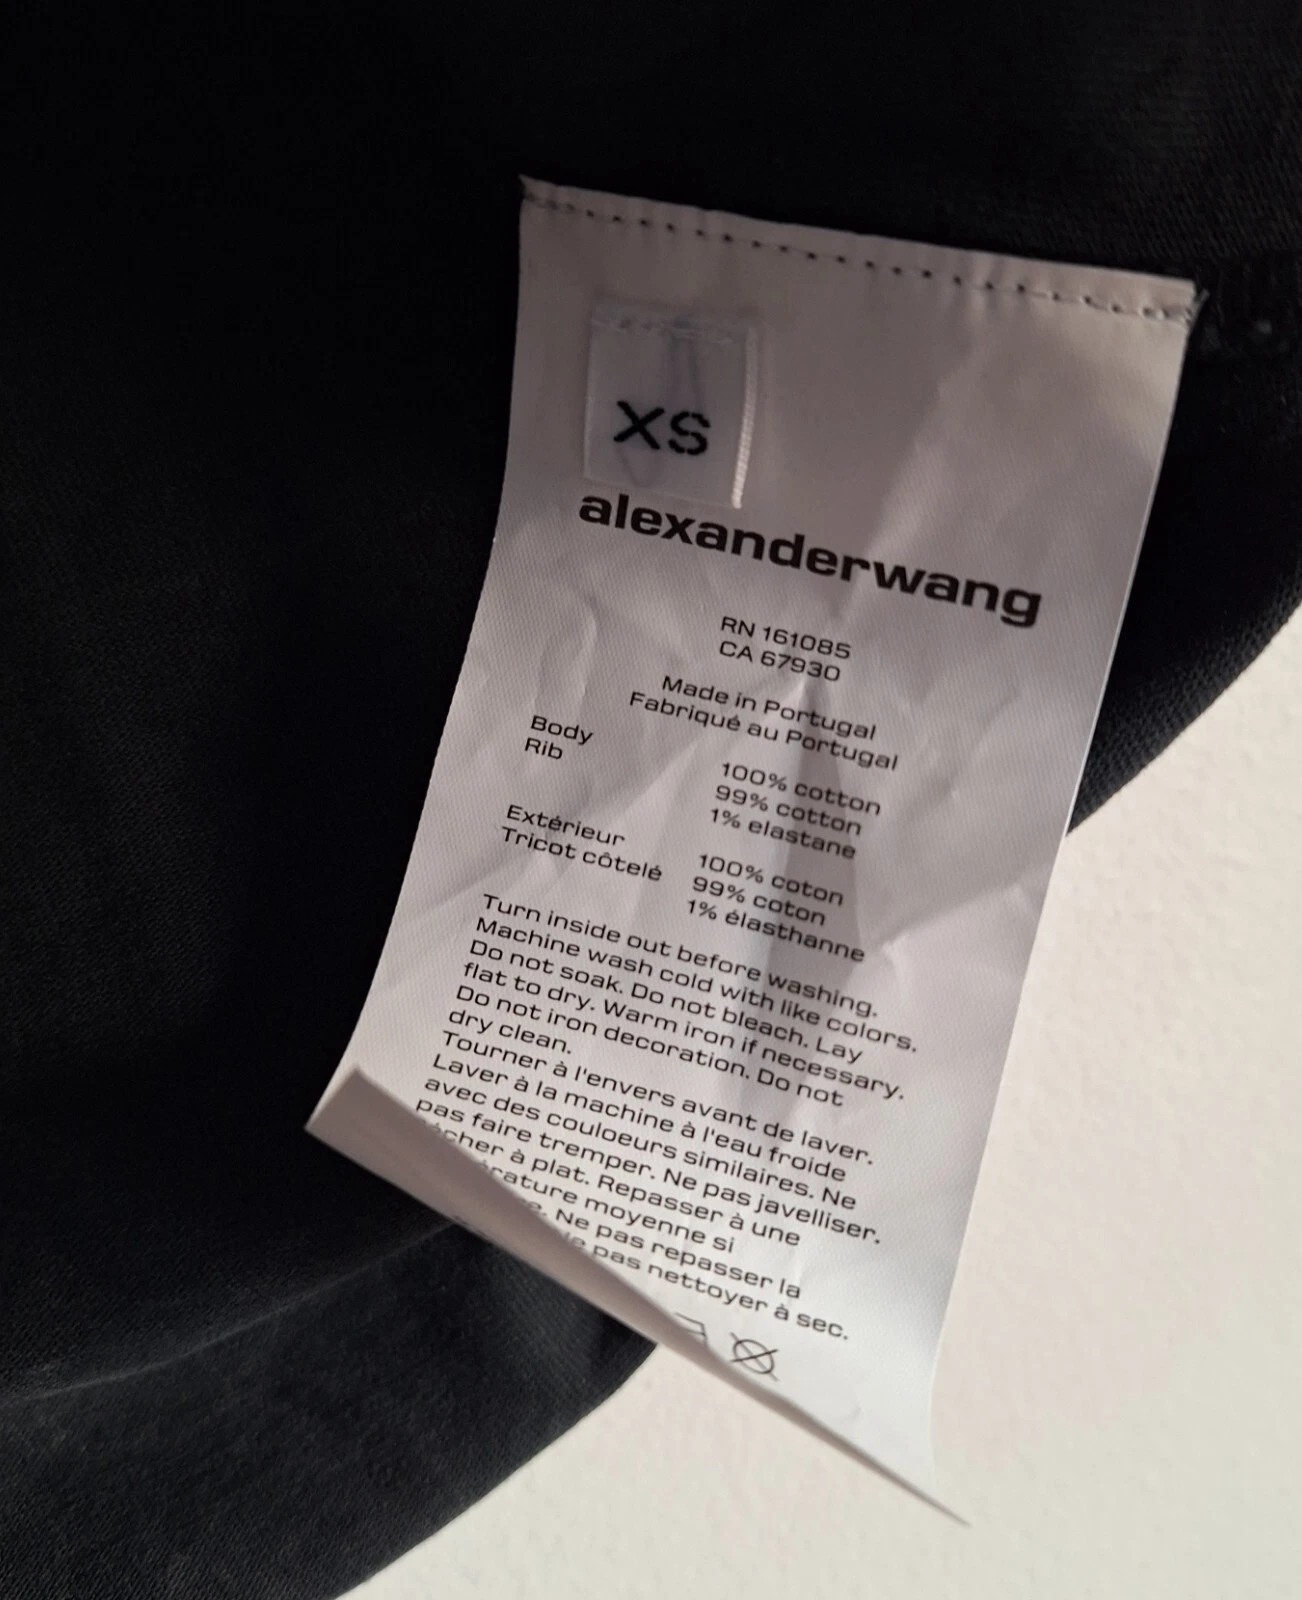 XS
alexanderwang
RN 161085
CA 67930
Made in Portugal
Fabriqué au Portugal
Body 100% cotton
Rib 99% cotton
1% elastane
Extérieur 100% coton
Tricot côtelé 99% coton
1% élasthanne
Turn inside out before washing.
Machine wash cold with like colors.
Do not soak. Do not bleach. Lay
flat to dry. Warm iron if necessary.
Do not iron decoration. Do not
dry clean.
Tourner à l'envers avant de laver.
Laver à la machine à l'eau froide
avec des couloeurs similaires. Ne
pas faire tremper. Ne pas javelliser.
à plat. Repasser à une
moyenne si
Ne pas repasser la
pas nettoyer à sec.